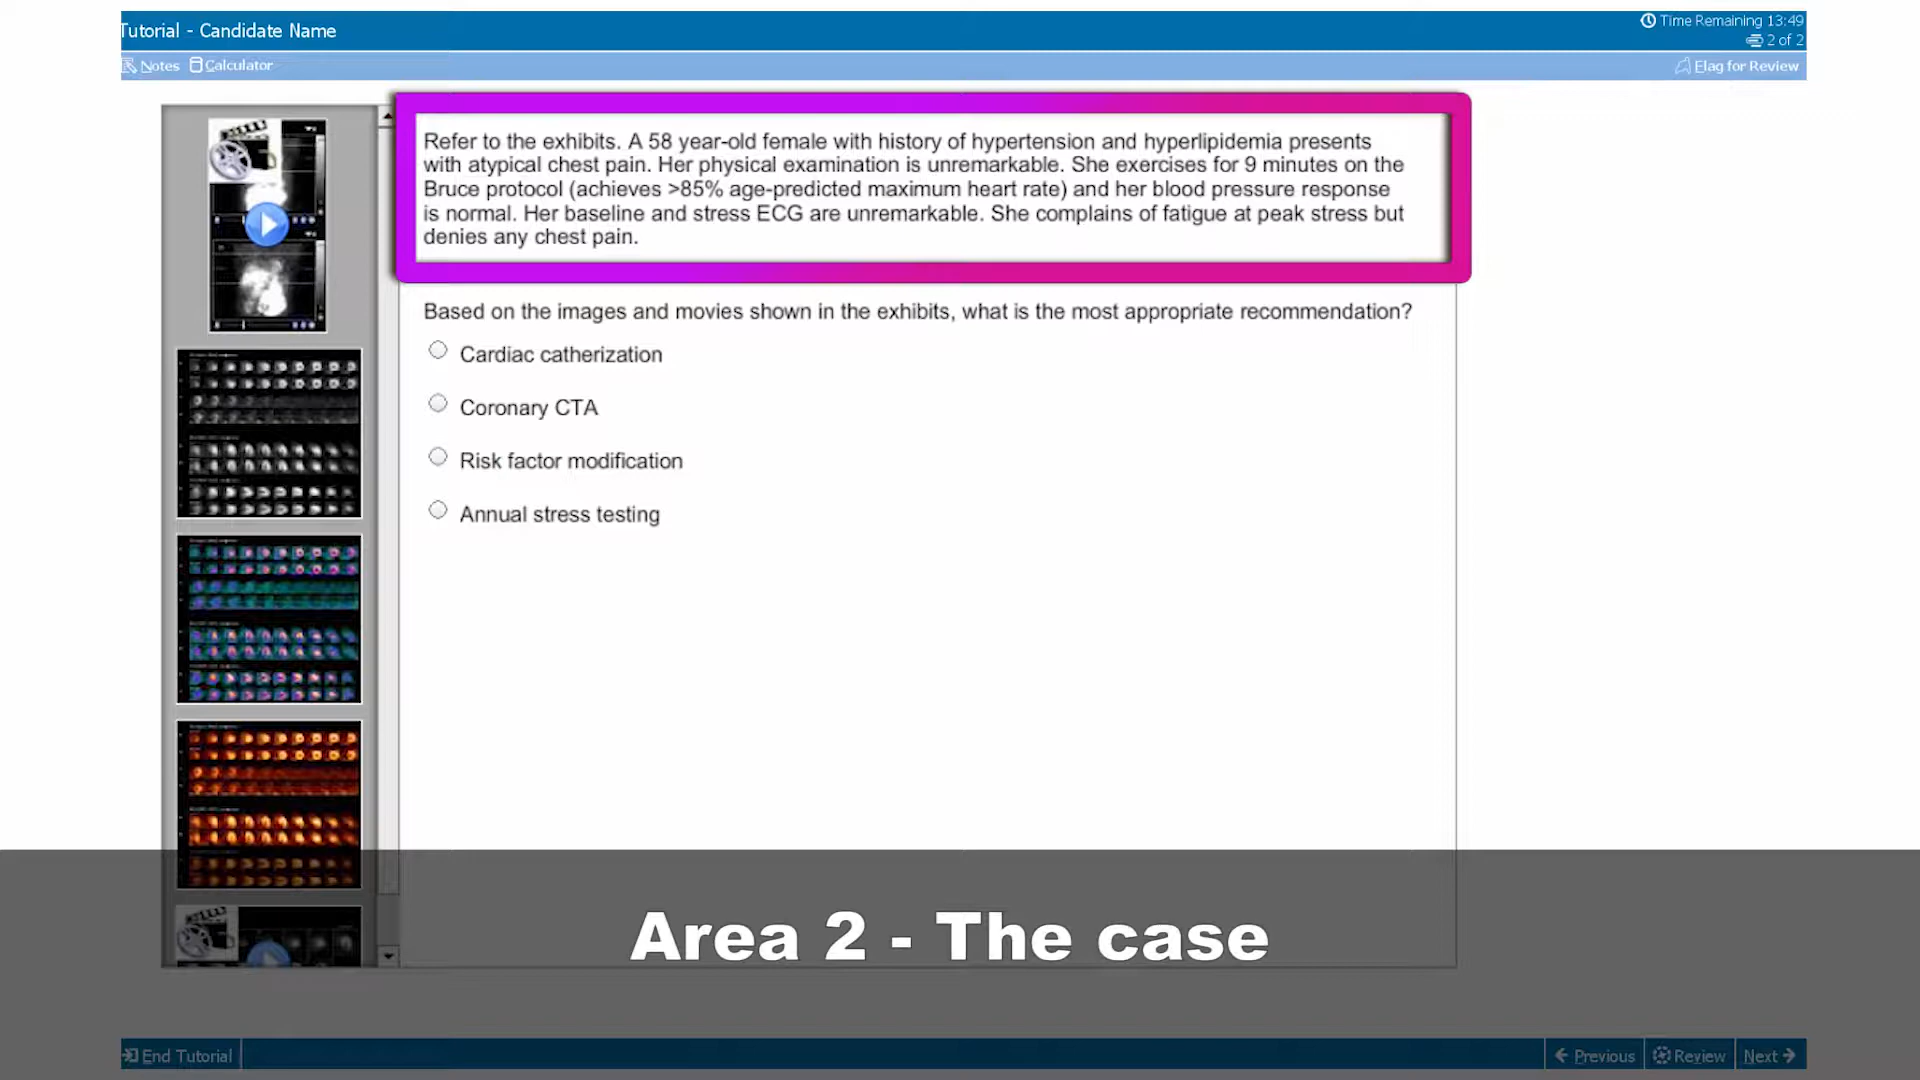 Tutorial - Candidate Name
Time Remaining 13:49
2 of 2
Notes Calculator
Flag for Review
Refer to the exhibits. A 58 year-old female with history of hypertension and hyperlipidemia presents
with atypical chest pain. Her physical examination is unremarkable. She exercises for 9 minutes on the
Bruce protocol (achieves >85% age-predicted maximum heart rate) and her blood pressure response
is normal. Her baseline and stress ECG are unremarkable. She complains of fatigue at peak stress but
denies any chest pain.
Based on the images and movies shown in the exhibits, what is the most appropriate recommendation?
Cardiac catherization
Coronary CTA
Risk factor modification
Annual stress testing
Area 2 - The case
End Tutorial
Previous Review Next